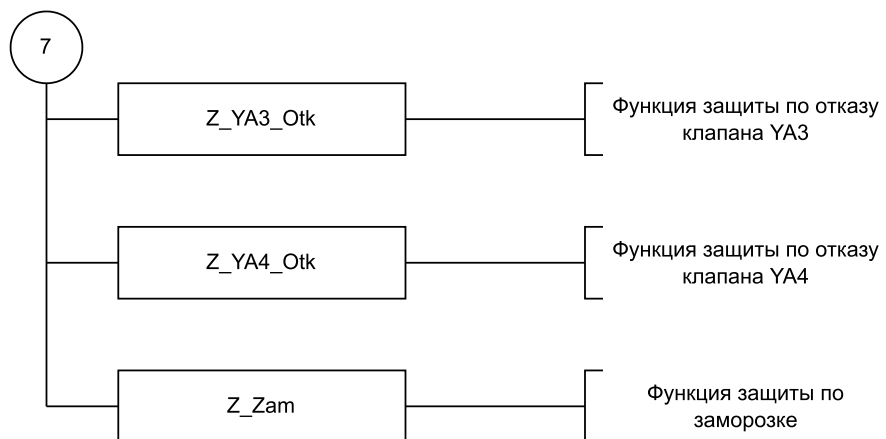 7
Z_YA3_Otk
Функция защиты по отказу
клапана YA3
Z_YA4_Otk
Функция защиты по отказу
клапана YA4
Z_Zam
Функция защиты по
заморозке